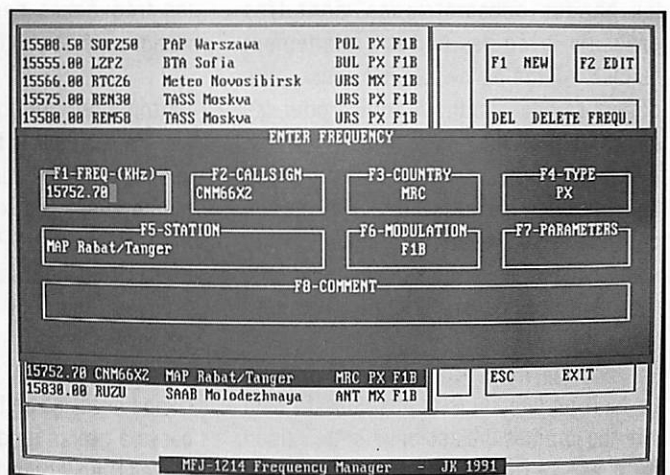 15500.50 SOP250 PAP Warszawa POL PX F1B
15555.00 LZP2 BTA Sofia BUL PX F1B
15566.00 RTC26 Meteo Novosibirsk URS MX F1B
15575.00 REN30 TASS Moskva URS PX F1B
15580.00 REM58 TASS Moskva URS PX F1B
F1 NEW
F2 EDIT
DEL DELETE FREQU.
ENTER FREQUENCY
F1-FREQ-(KHz)
15752.70
F2-CALLSIGN
CNM66X2
F3-COUNTRY
MRC
F4-TYPE
PX
F5-STATION
MAP Rabat/Tanger
F6-MODULATION
F1B
F7-PARAMETERS
F8-COMMENT
15752.70 CNM66X2 MAP Rabat/Tanger MRC PX F1B
15830.00 RUZU SAAB Molodezhnaya ANT MX F1B
ESC EXIT
MFJ-1214 Frequency Manager - JK 1991